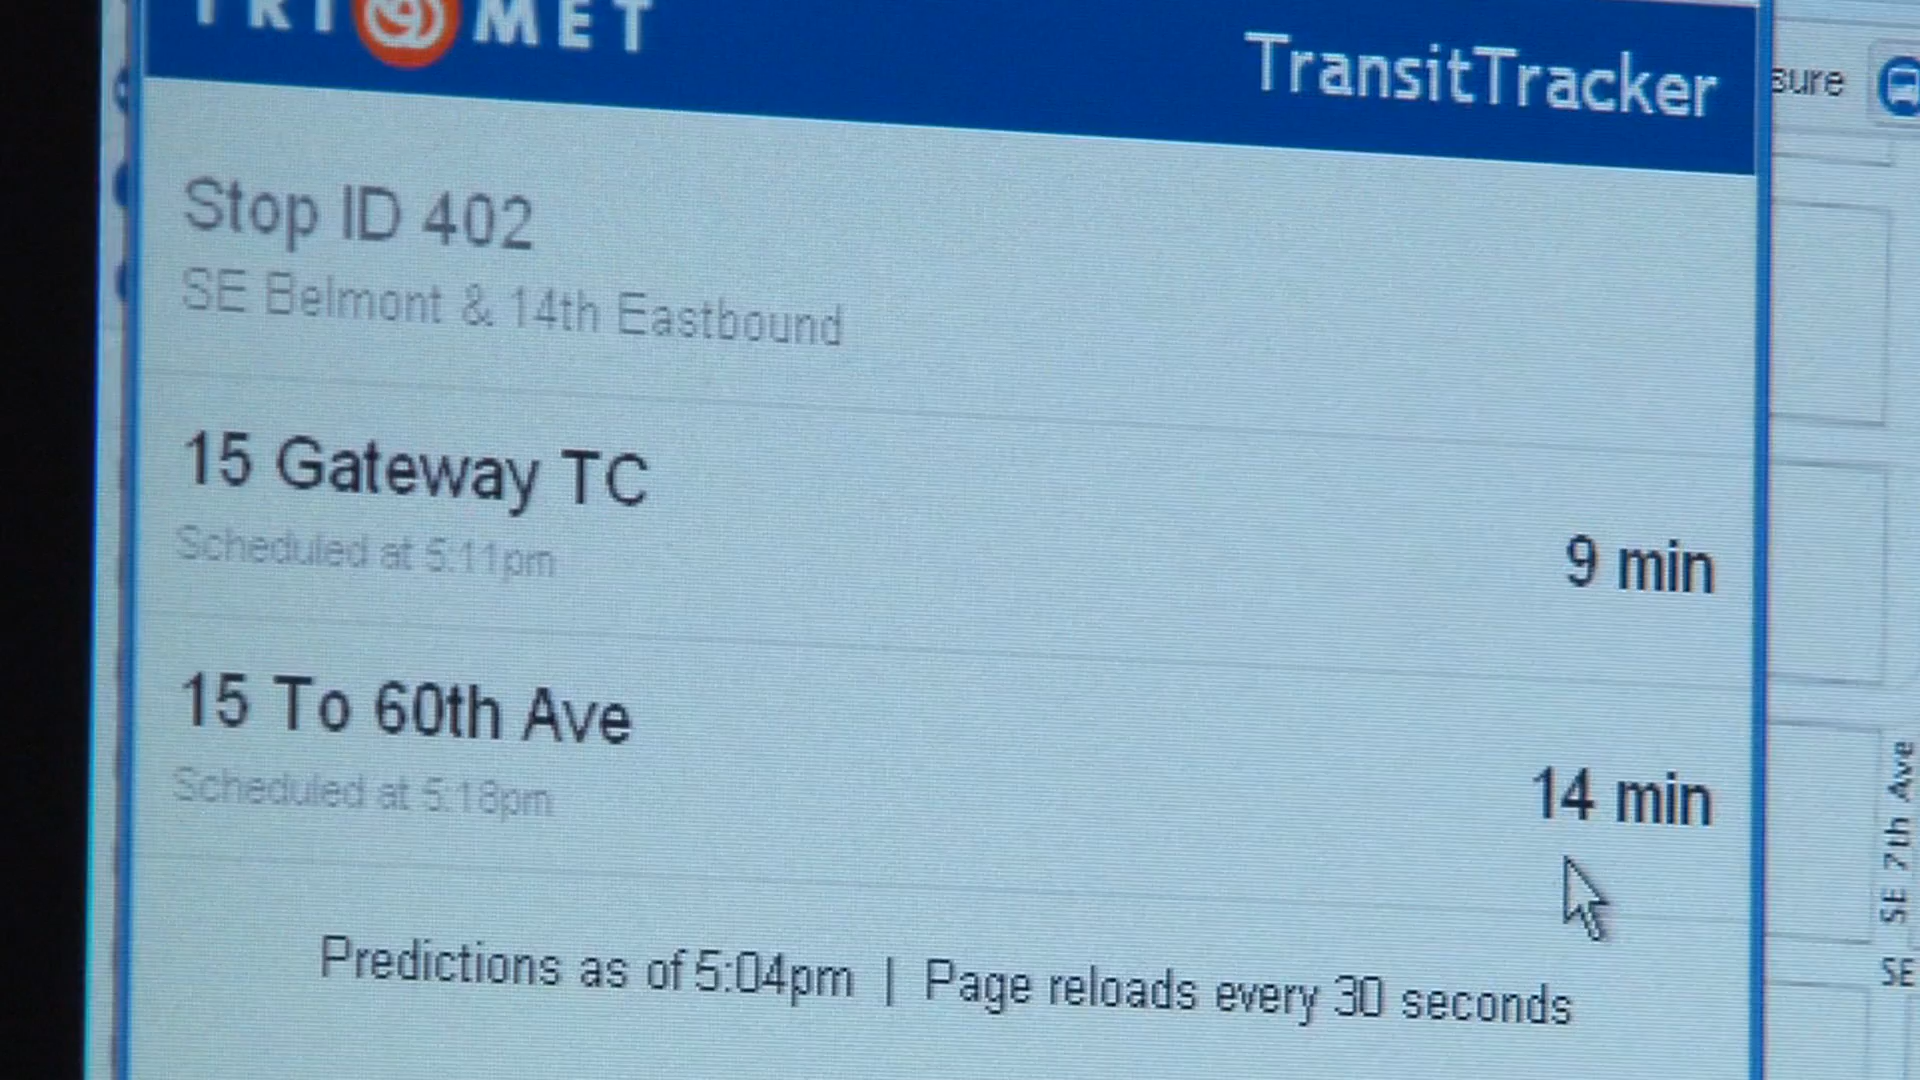 TRI MET
TransitTracker
sure
Stop ID 402
SE Belmont & 14th Eastbound
15 Gateway TC
Scheduled at 5:11pm
9 min
15 To 60th Ave
Scheduled at 5:18pm
14 min
Predictions as of 5:04pm | Page reloads every 30 seconds
SE 7th Ave
SE